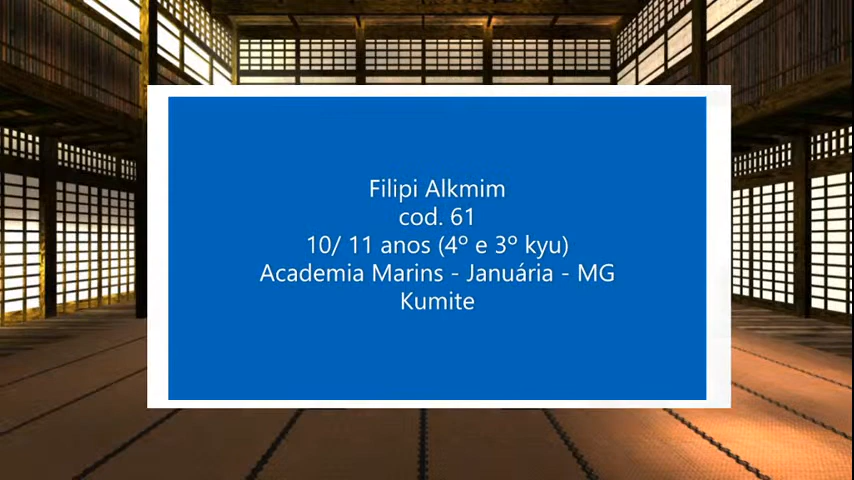 Filipi Alkmim
cod. 61
10/ 11 anos (4º e 3º kyu)
Academia Marins - Januária - MG
Kumite